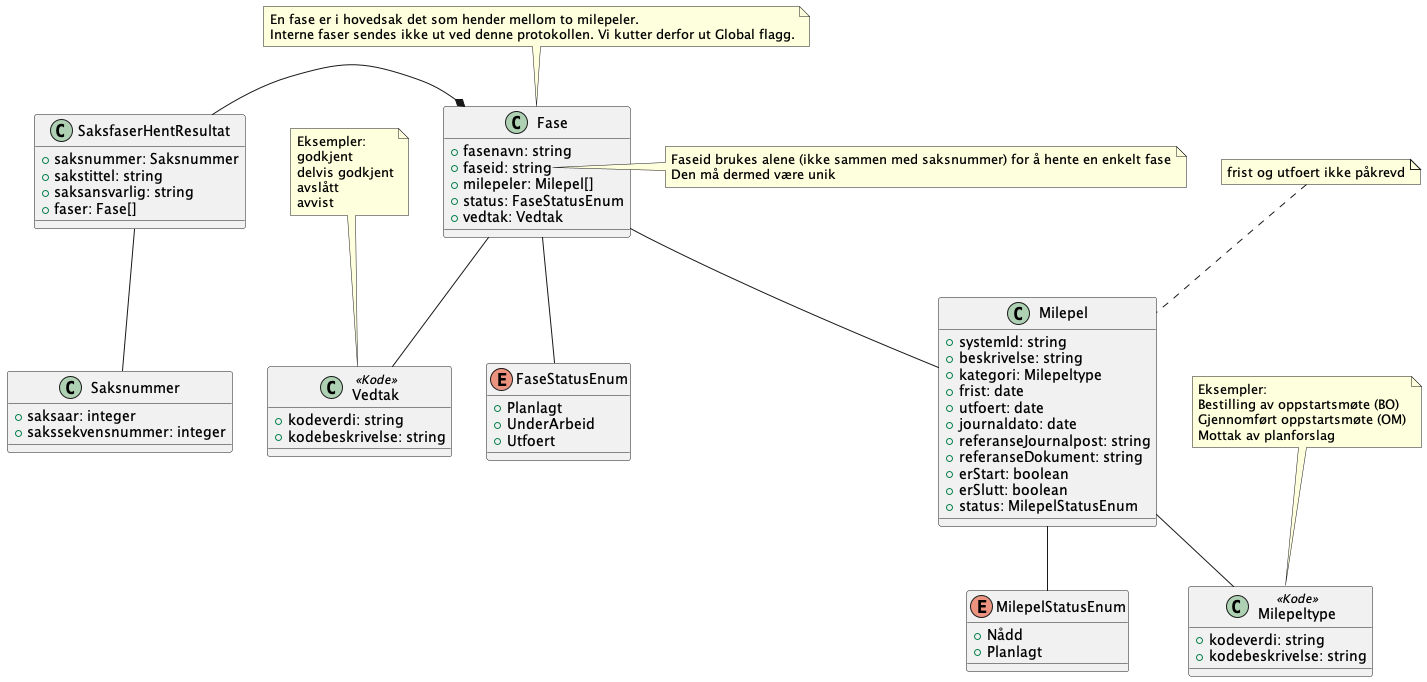 En fase er i hovedsak det som hender mellom to milepeler.
Interne faser sendes ikke ut ved denne protokollen. Vi kutter derfor ut Global flagg.
C SaksfaserHentResultat
saksnummer: Saksnummer
sakstittel: string
saksansvarlig: string
faser: Fase[]
Eksempler:
godkjent
delvis godkjent
avslått
avvist
C Fase
fasenavn: string
faseid: string
milepeler: Milepel[]
status: FaseStatusEnum
vedtak: Vedtak
Faseid brukes alene (ikke sammen med saksnummer) for å hente en enkelt fase
Den må dermed være unik
frist og utfoert ikke påkrevd
C Saksnummer
saksaar: integer
sakssekvensnummer: integer
C «Kode»
Vedtak
kodeverdi: string
kodebeskrivelse: string
E FaseStatusEnum
Planlagt
UnderArbeid
Utfoert
C Milepel
systemId: string
beskrivelse: string
kategori: Milepeltype
frist: date
utfoert: date
journaldato: date
referanseJournalpost: string
referanseDokument: string
erStart: boolean
erSlutt: boolean
status: MilepelStatusEnum
Eksempler:
Bestilling av oppstartsmøte (BO)
Gjennomført oppstartsmøte (OM)
Mottak av planforslag
E MilepelStatusEnum
Nådd
Planlagt
C «Kode»
Milepeltype
kodeverdi: string
kodebeskrivelse: string